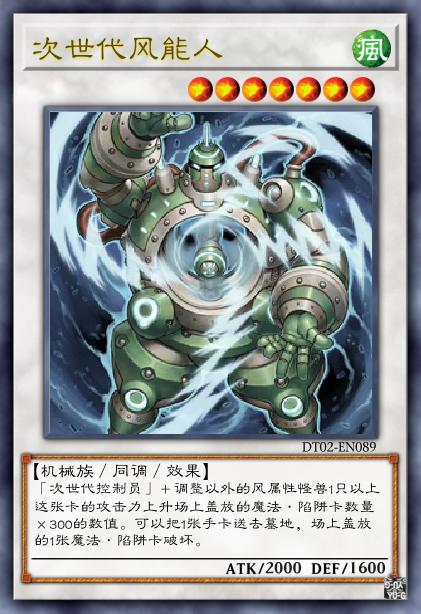 次世代风能人
風
DT02-EN089
【机械族／同调／效果】
「次世代控制员」＋调整以外的风属性怪兽1只以上
这张卡的攻击力上升场上盖放的魔法·陷阱卡数量
×300的数值。可以把1张手卡送去墓地，场上盖放
的1张魔法·陷阱卡破坏。
ATK/2000 DEF/1600